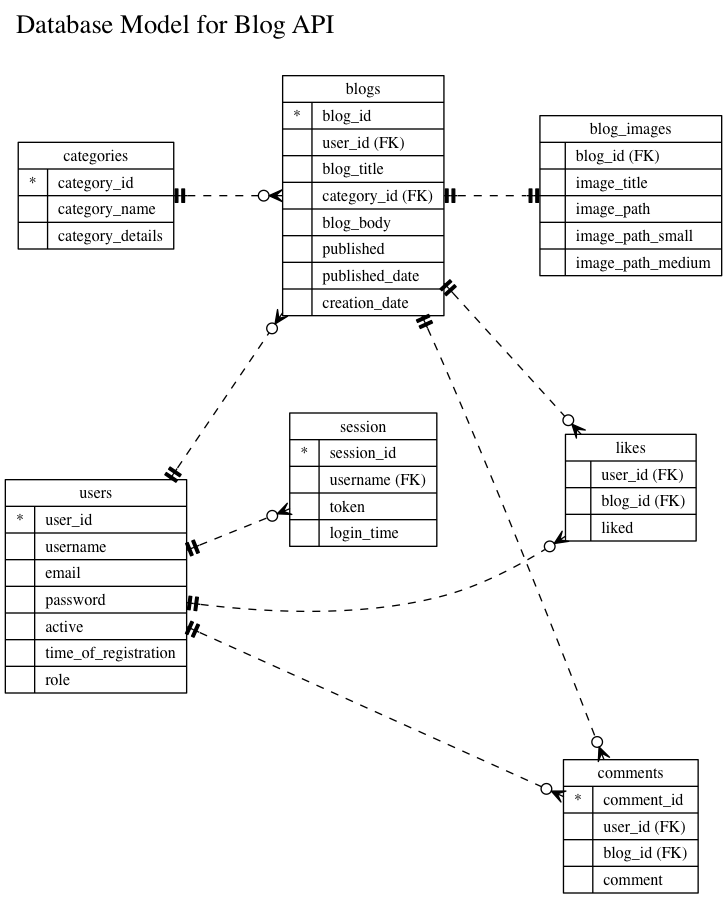 Database Model for Blog API
blogs
* blog_id
user_id (FK)
blog_title
category_id (FK)
blog_body
published
published_date
creation_date
categories
* category_id
category_name
category_details
blog_images
blog_id (FK)
image_title
image_path
image_path_small
image_path_medium
session
* session_id
username (FK)
token
login_time
likes
user_id (FK)
blog_id (FK)
liked
users
* user_id
username
email
password
active
time_of_registration
role
comments
* comment_id
user_id (FK)
blog_id (FK)
comment